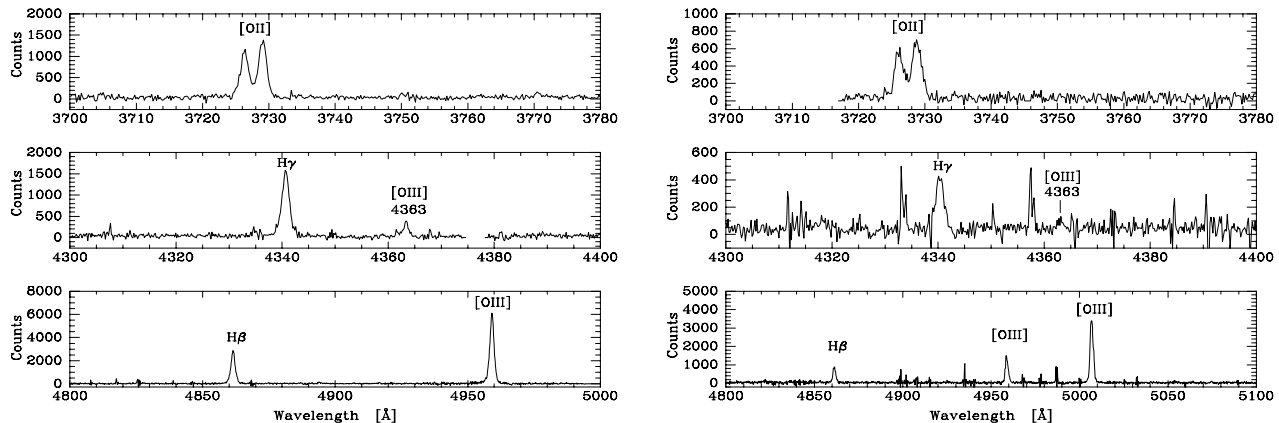 2000
[OII]
1500
1000
500
0
Counts
3700 3710 3720 3730 3740 3750 3760 3770 3780
2000
Hγ
1500
[OIII]
1000
4363
500
0
Counts
4300 4320 4340 4360 4380 4400
8000
[OIII]
6000
Hβ
4000
2000
0
Counts
4800 4850 4900 4950 5000
Wavelength [Å]
1000
[OII]
800
600
400
200
0
Counts
3700 3710 3720 3730 3740 3750 3760 3770 3780
600
Hγ
[OIII]
400
4363
200
0
Counts
4300 4320 4340 4360 4380 4400
5000
[OIII]
4000
[OIII]
3000
Hβ
2000
1000
0
Counts
4800 4850 4900 4950 5000 5050 5100
Wavelength [Å]